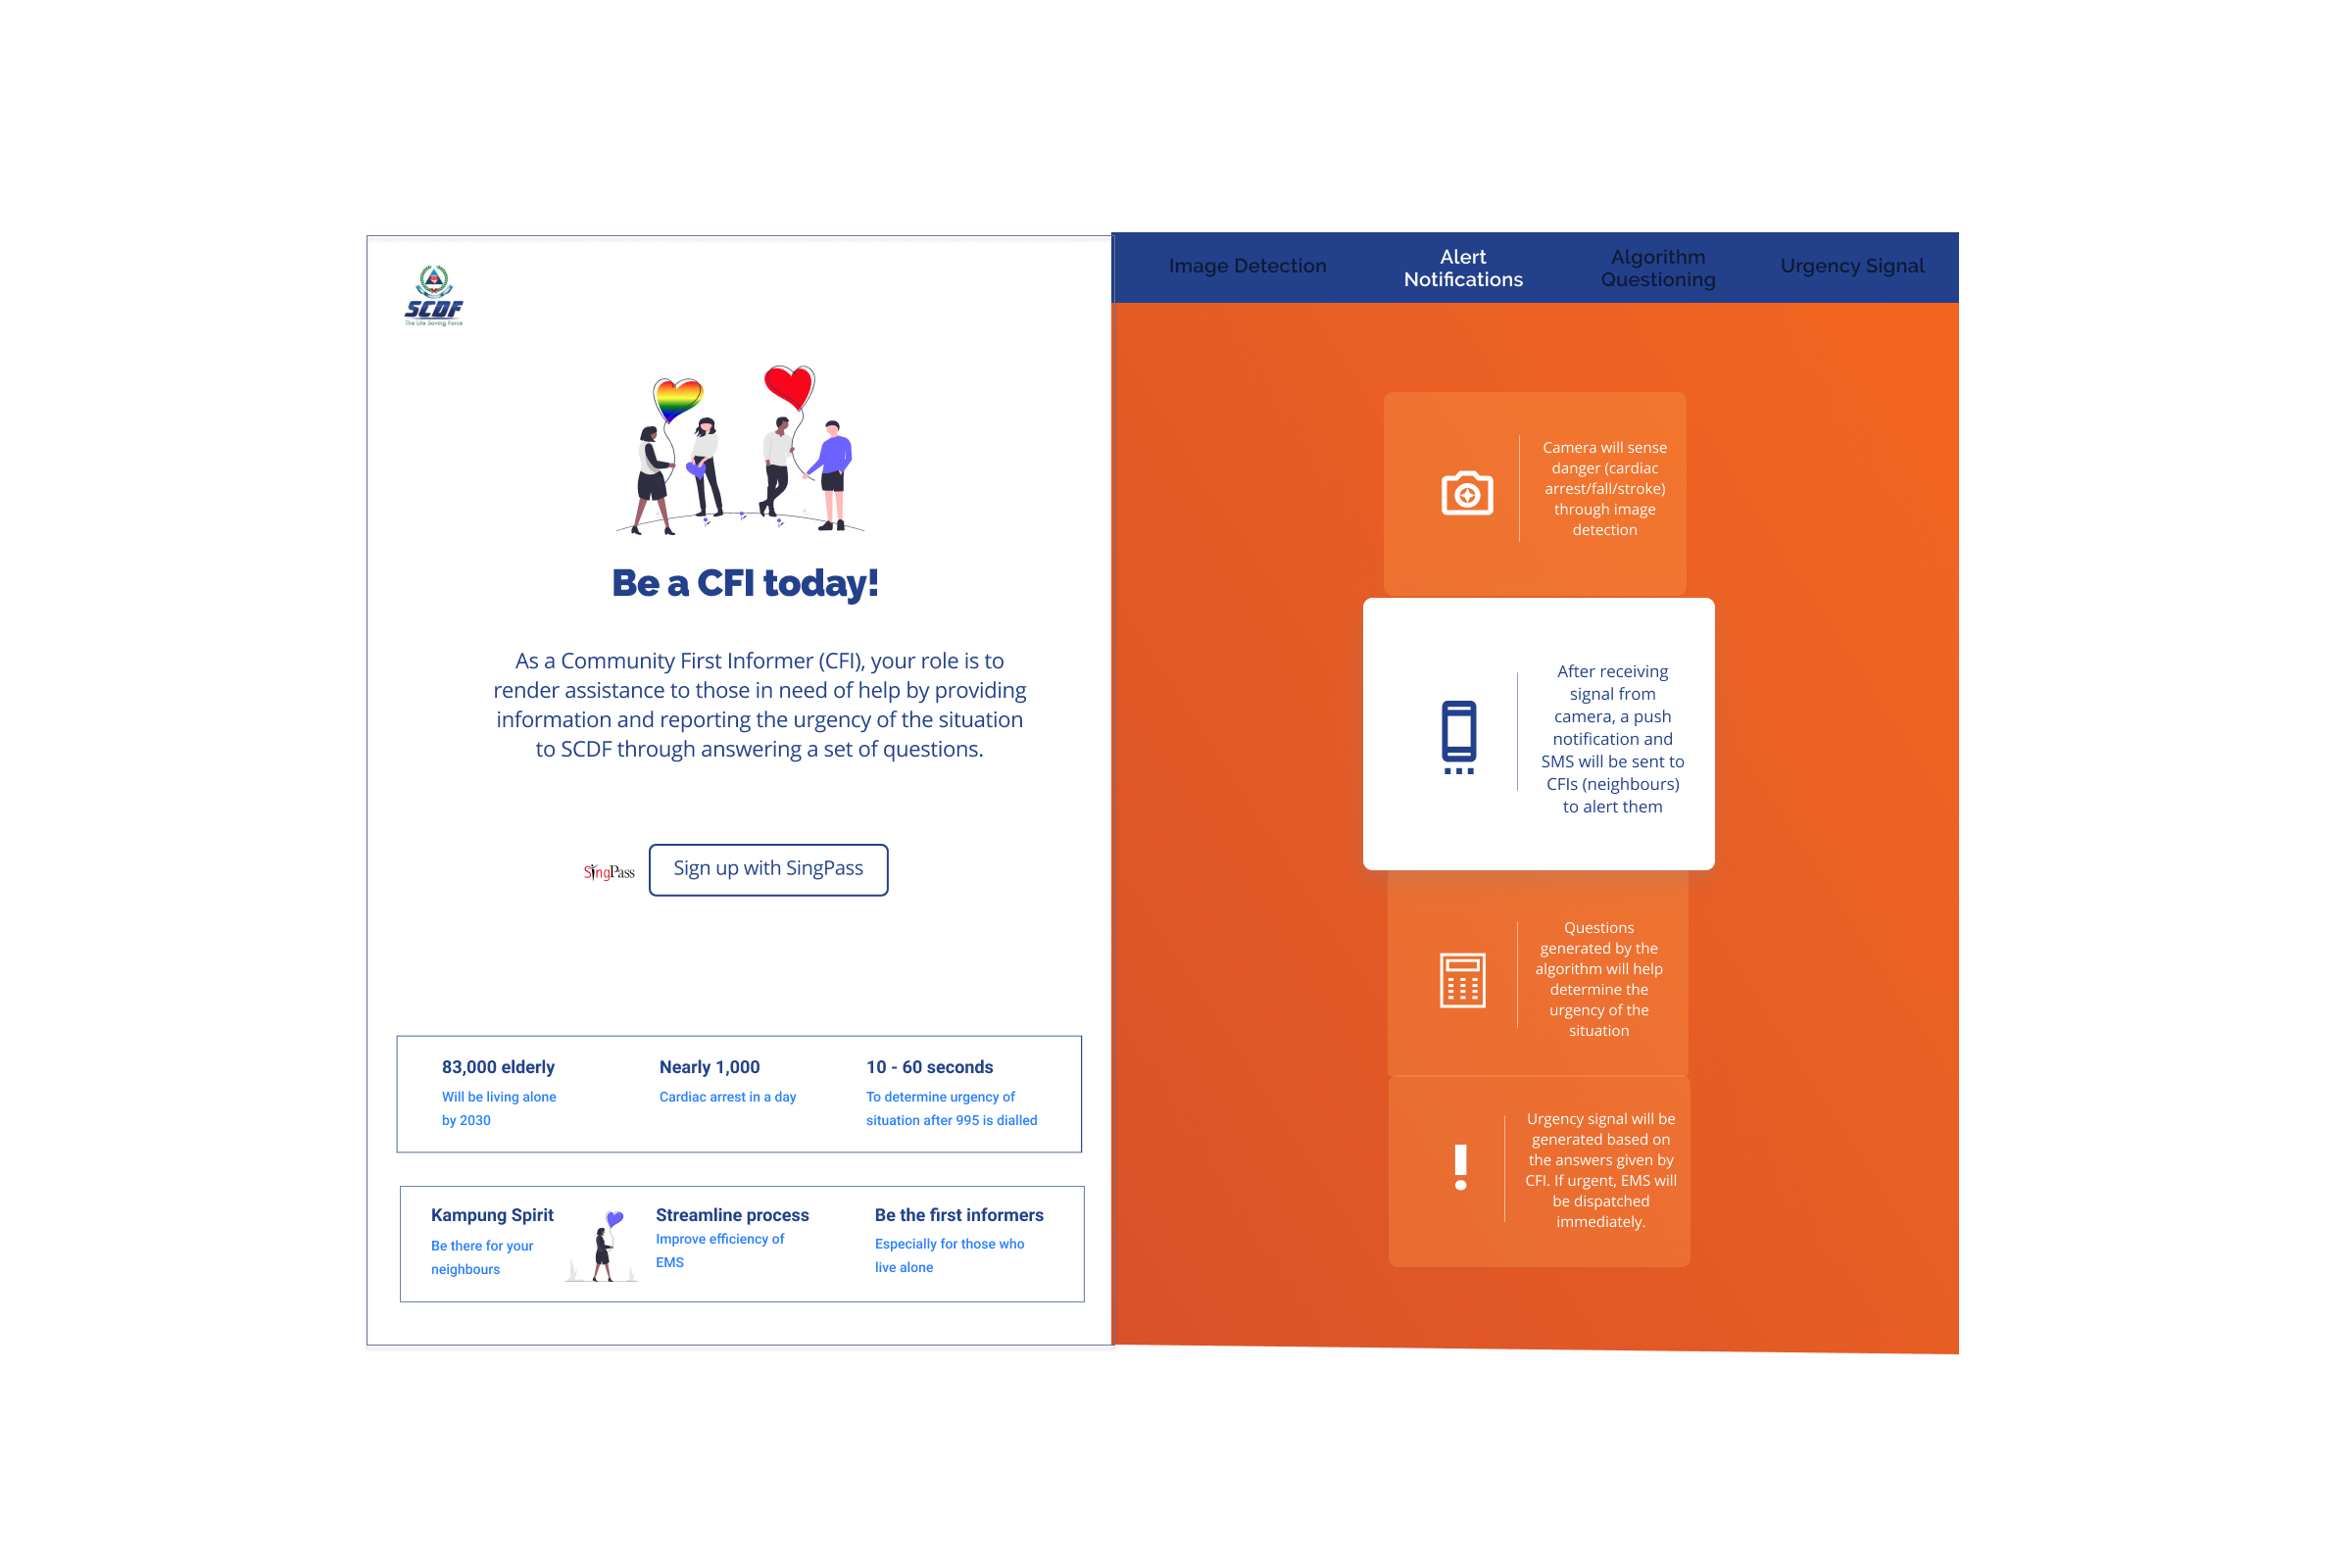 SCDF
The Life Saving Force
Be a CFI today!
As a Community First Informer (CFI), your role is to
render assistance to those in need of help by providing
information and reporting the urgency of the situation
to SCDF through answering a set of questions.
SingPass
Sign up with SingPass
83,000 elderly
Will be living alone
by 2030
Nearly 1,000
Cardiac arrest in a day
10 - 60 seconds
To determine urgency of
situation after 995 is dialled
Kampung Spirit
Be there for your
neighbours
Streamline process
Improve efficiency of
EMS
Be the first informers
Especially for those who
live alone
Image Detection
Alert
Notifications
Algorithm
Questioning
Urgency Signal
Camera will sense
danger (cardiac
arrest/fall/stroke)
through image
detection
After receiving
signal from
camera, a push
notification and
SMS will be sent to
CFIs (neighbours)
to alert them
Questions
generated by the
algorithm will help
determine the
urgency of the
situation
Urgency signal will be
generated based on
the answers given by
CFI. If urgent, EMS will
be dispatched
immediately.